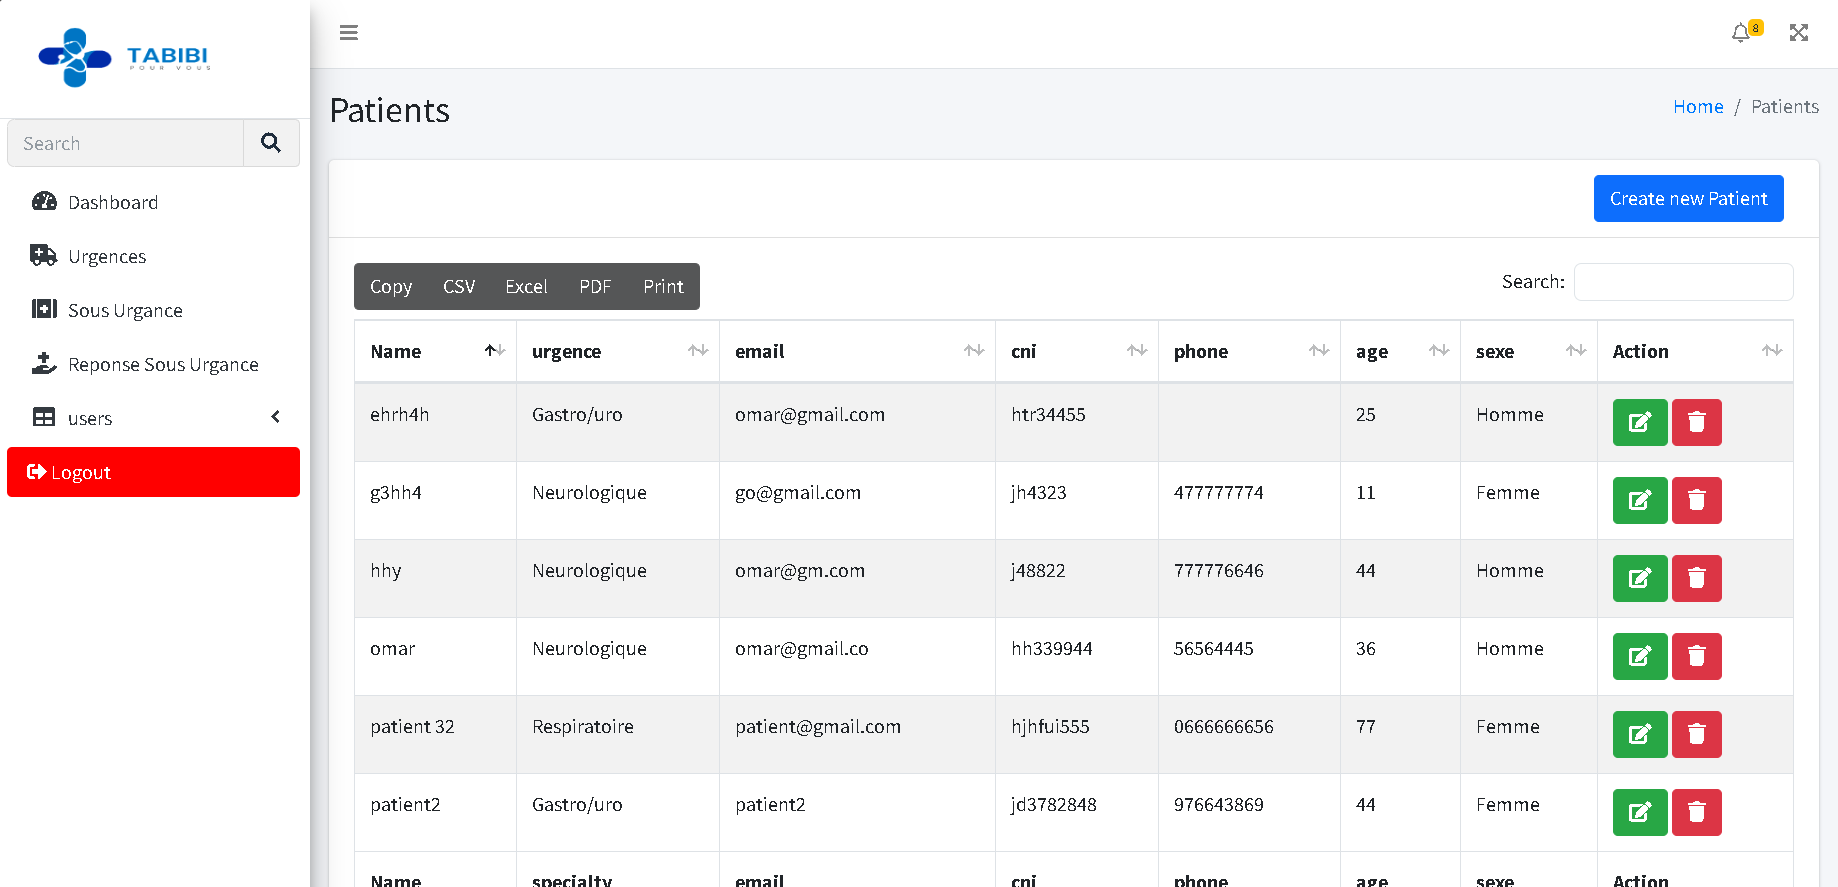 TABIBI
POUR VOUS
8
Search
Dashboard
Urgences
Sous Urgance
Reponse Sous Urgance
users
Logout
Patients
Home / Patients
Create new Patient
Copy CSV Excel PDF Print
Search:
Name urgence email cni phone age sexe Action
ehrh4h Gastro/uro omar@gmail.com htr34455 25 Homme
g3hh4 Neurologique go@gmail.com jh4323 477777774 11 Femme
hhy Neurologique omar@gm.com j48822 777776646 44 Homme
omar Neurologique omar@gmail.co hh339944 56564445 36 Homme
patient 32 Respiratoire patient@gmail.com hjhfui555 0666666656 77 Femme
patient2 Gastro/uro patient2 jd3782848 976643869 44 Femme
Name specialty email cni phone age sexe Action